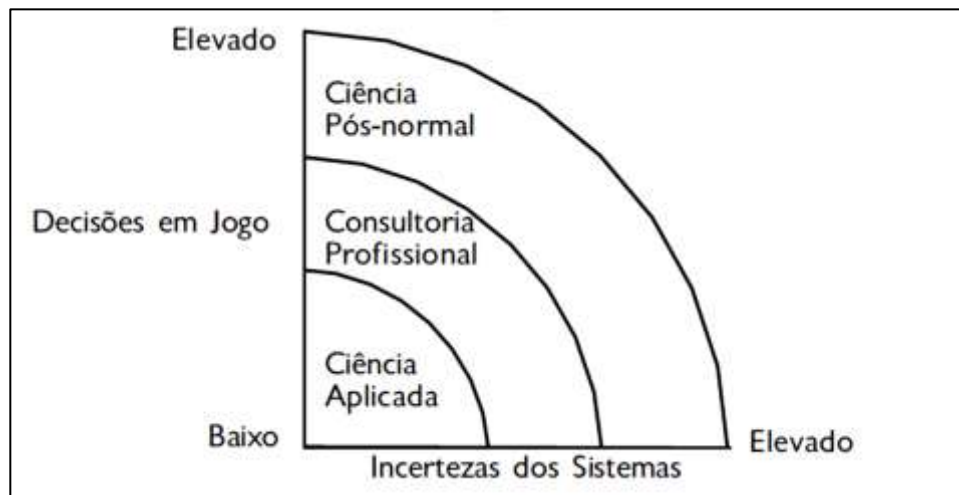 Elevado
Ciência
Pós-normal
Decisões em Jogo
Consultoria
Profissional
Ciência
Aplicada
Baixo
Elevado
Incertezas dos Sistemas